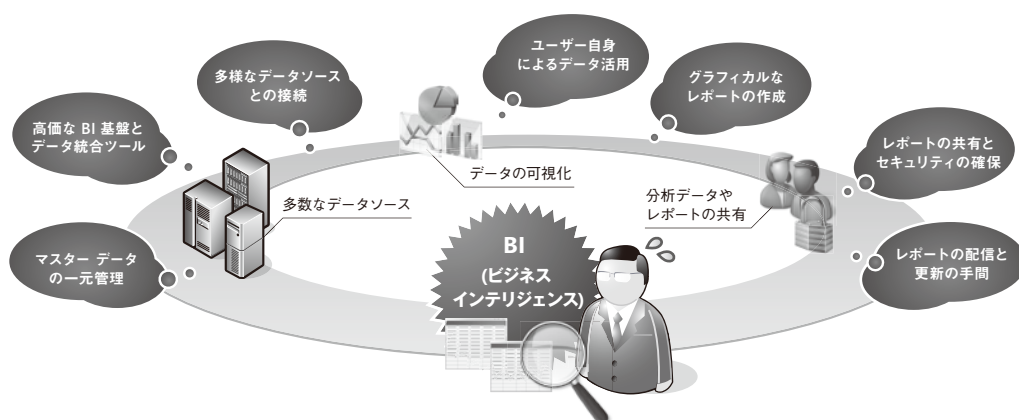 ユーザー自身
によるデータ活用
多様なデータソース
との接続
グラフィカルな
レポートの作成
高価な BI 基盤と
データ統合ツール
レポートの共有と
セキュリティの確保
データの可視化
多数なデータソース
分析データや
レポートの共有
マスター データ
の一元管理
BI
(ビジネス
インテリジェンス)
レポートの配信と
更新の手間